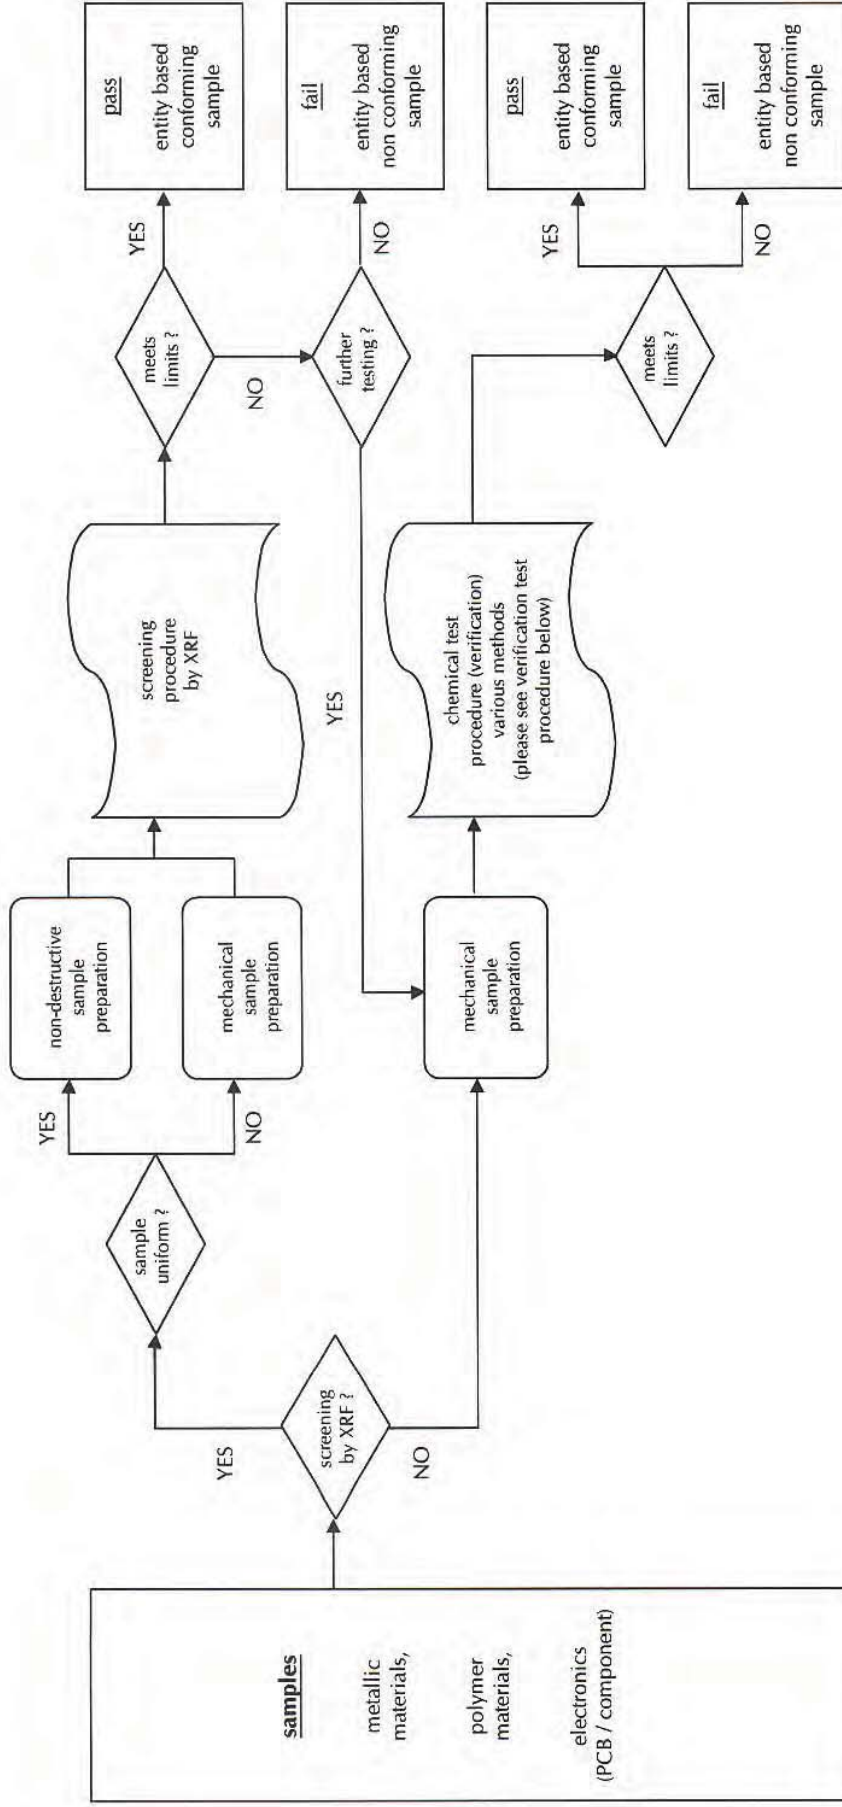 samples
metallic
materials,
polymer
materials,
electronics
(PCB / component)
screening
by XRF ?
YES
NO
sample
uniform ?
YES
NO
non-destructive
sample
preparation
mechanical
sample
preparation
mechanical
sample
preparation
screening
procedure
by XRF
YES
chemical test
procedure (verification)
various methods
(please see verification test
procedure below)
meets
limits ?
YES
NO
further
testing ?
NO
meets
limits ?
YES
NO
pass
entity based
conforming
sample
fail
entity based
non conforming
sample
pass
entity based
conforming
sample
fail
entity based
non conforming
sample